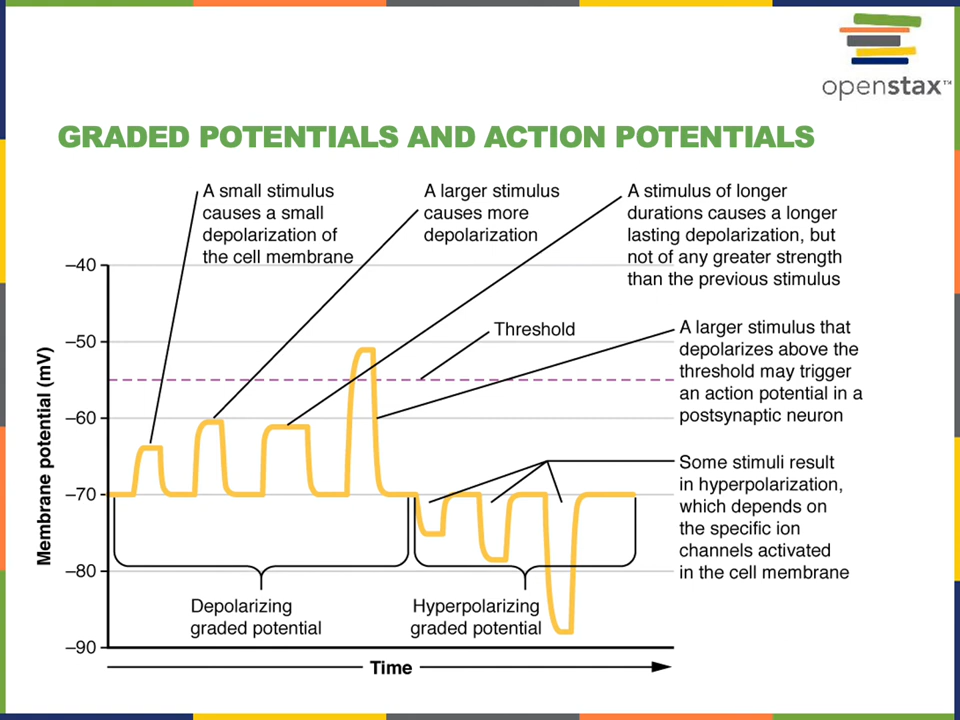 openstax™
GRADED POTENTIALS AND ACTION POTENTIALS
A small stimulus
causes a small
depolarization of
the cell membrane
A larger stimulus
causes more
depolarization
A stimulus of longer
durations causes a longer
lasting depolarization, but
not of any greater strength
than the previous stimulus
Threshold
A larger stimulus that
depolarizes above the
threshold may trigger
an action potential in a
postsynaptic neuron
Some stimuli result
in hyperpolarization,
which depends on
the specific ion
channels activated
in the cell membrane
Membrane potential (mV)
–40
–50
–60
–70
–80
–90
Depolarizing
graded potential
Hyperpolarizing
graded potential
Time